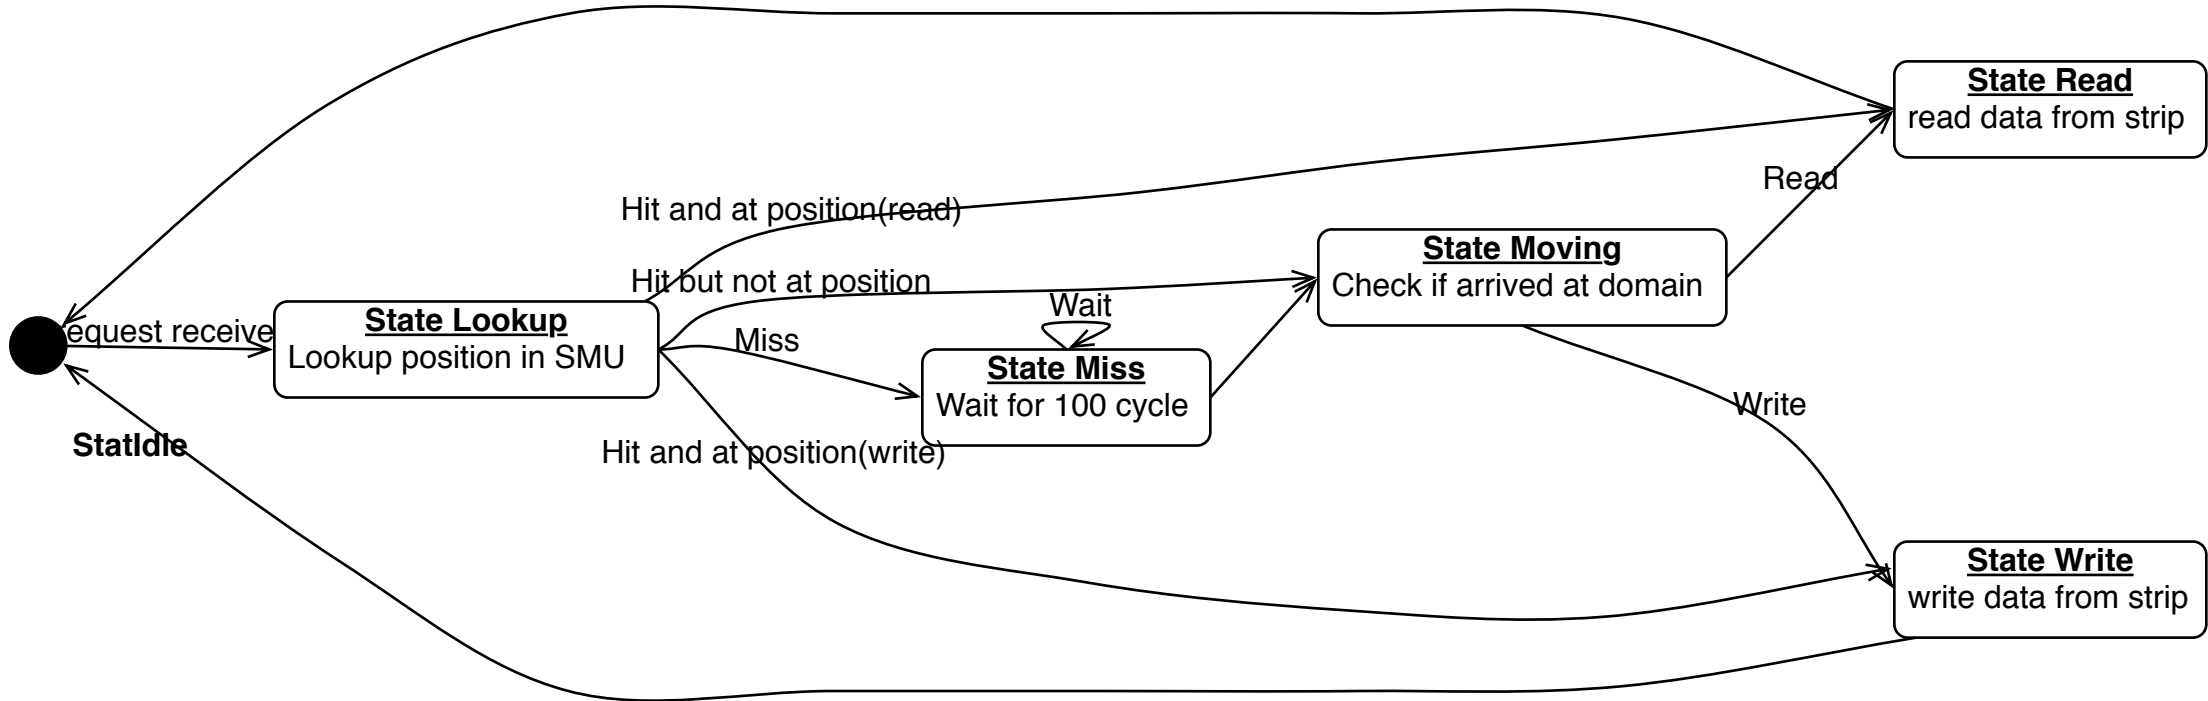 State Read
read data from strip
Read
Hit and at position(read)
State Moving
Check if arrived at domain
Hit but not at position
Wait
equest receive
State Lookup
Lookup position in SMU
Miss
State Miss
Wait for 100 cycle
Write
StatIdle
Hit and at position(write)
State Write
write data from strip